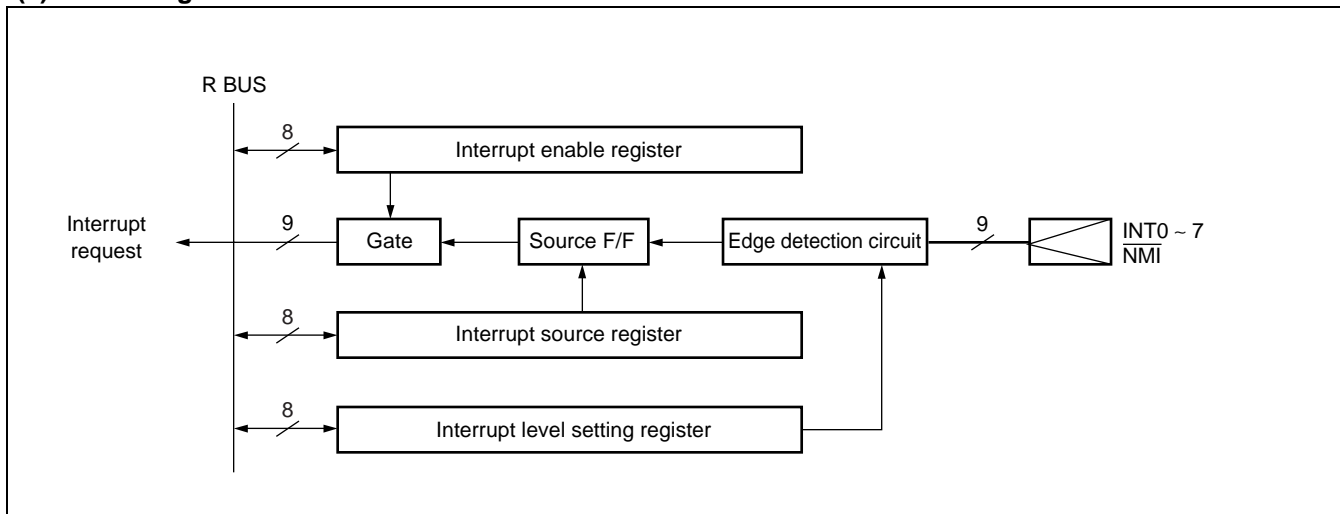 R BUS
8
Interrupt enable register
Interrupt
request
9
Gate
Source F/F
Edge detection circuit
9
INT0 ~ 7
NMI
8
Interrupt source register
8
Interrupt level setting register